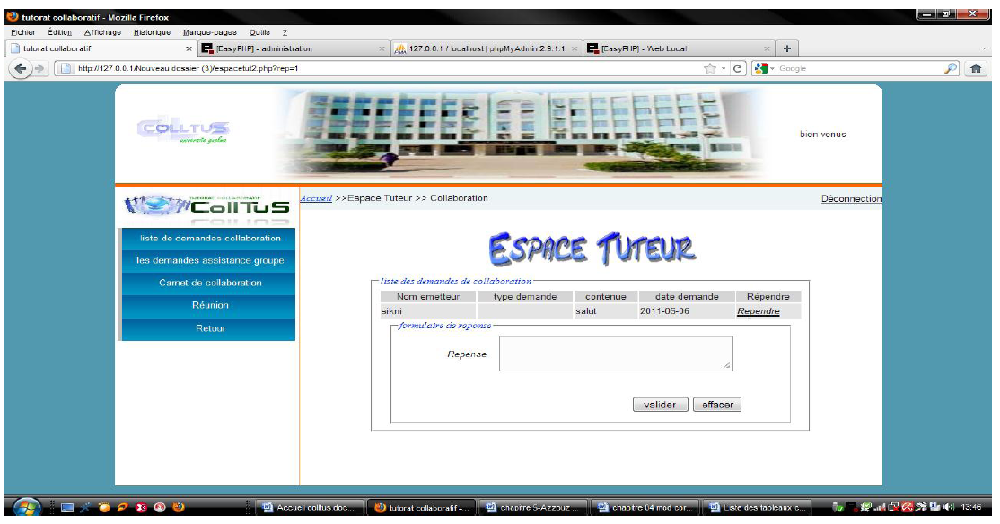 tutorat collaboratif - Mozilla Firefox
Fichier Édition Affichage Historique Marque-pages Outils ?
tutorat collaboratif × [EasyPHP] - administration × 127.0.0.1 / localhost | phpMyAdmin 2.9.1.1 × [EasyPHP] - Web Local × +
http://127.0.0.1/Nouveau dossier (3)/espacetut2.php?rep=1 Google
COLLTUS
université guelma
bien venus
TUTORAT COLLABORATIF
CollTuS
Accueil >>Espace Tuteur >> Collaboration Déconnection
liste de demandes collaboration
les demandes assistance groupe
Carnet de collaboration
Réunion
Retour
ESPACE TUTEUR
liste des demandes de collaboration
Nom emetteur type demande contenue date demande Répendre
sikni salut 2011-06-06 Rependre
formulaire de reponse
Repense
valider effacer
Accueil colltus doc... tutorat collaboratif -... chapitre 5-Azzouz ... chapitre 04 mod cor... Liste des tableaux c... 13:46